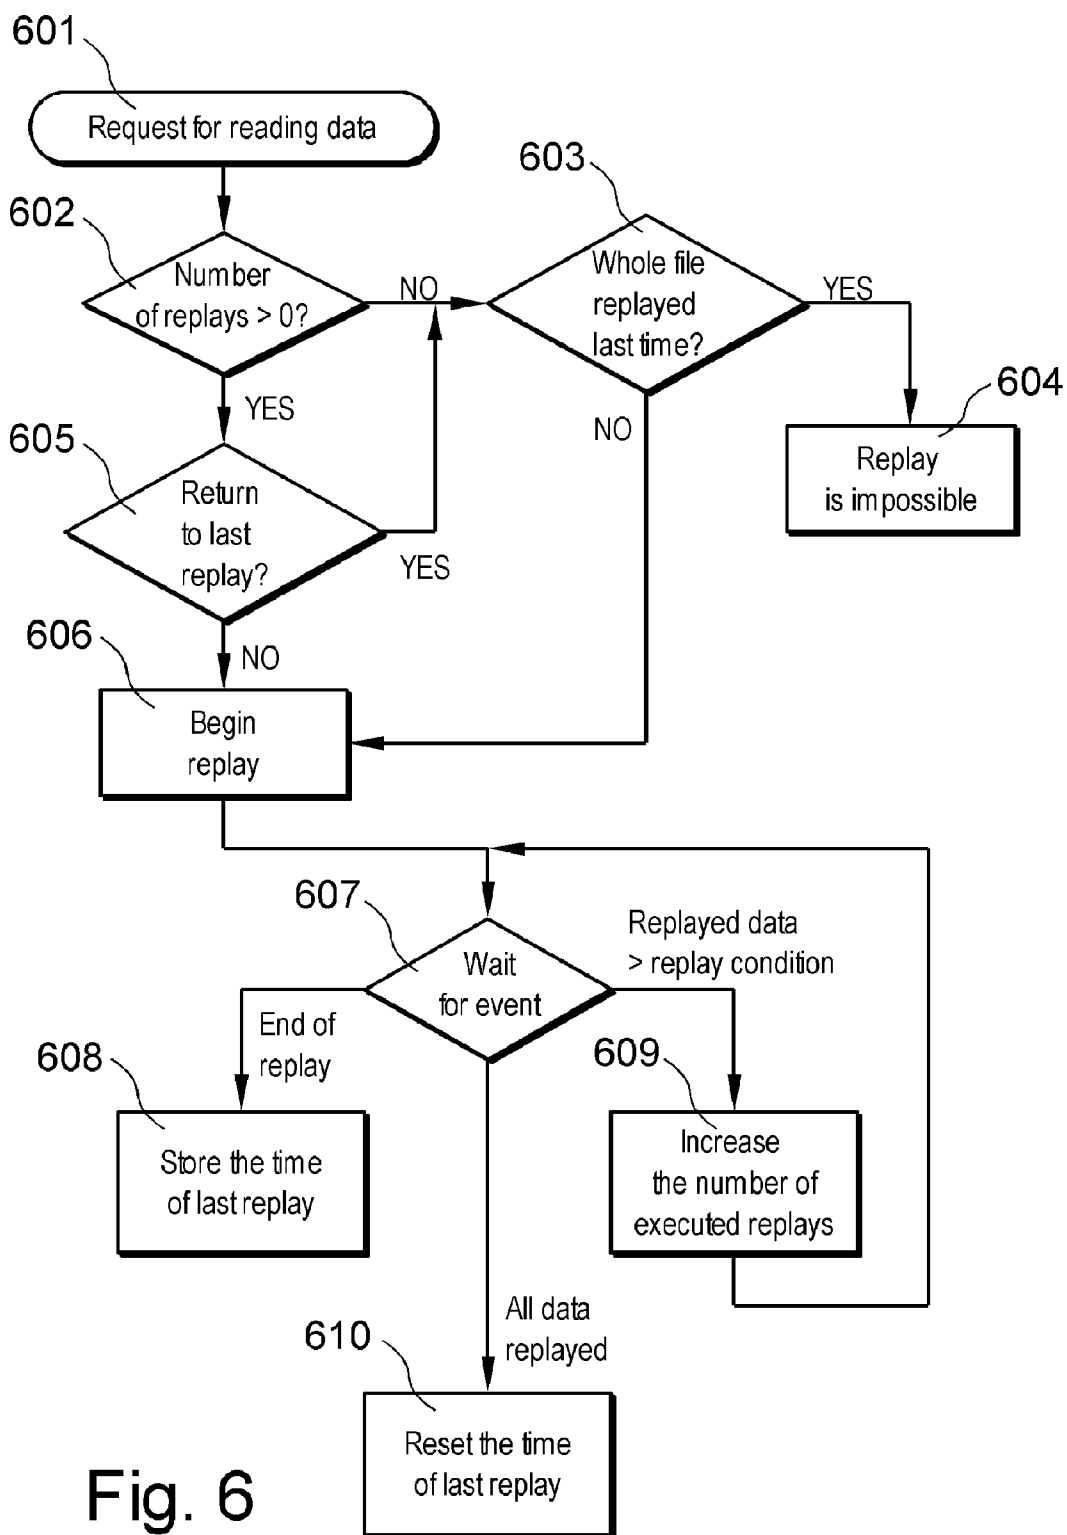 601
Request for reading data
602
Number
of replays > 0?
NO
603
Whole file
replayed
last time?
YES
604
Replay
is impossible
NO
YES
605
Return
to last
replay?
YES
NO
606
Begin
replay
607
Wait
for event
Replayed data
> replay condition
End of
replay
608
Store the time
of last replay
609
Increase
the number of
executed replays
All data
replayed
610
Reset the time
of last replay
Fig. 6